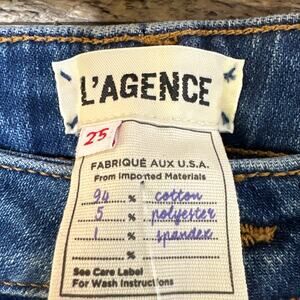 L'AGENCE
25
FABRIQUÉ AUX U.S.A.
From Imported Materials
94 % cotton
5 % polyester
1 % spandex
%
See Care Label
For Wash Instructions